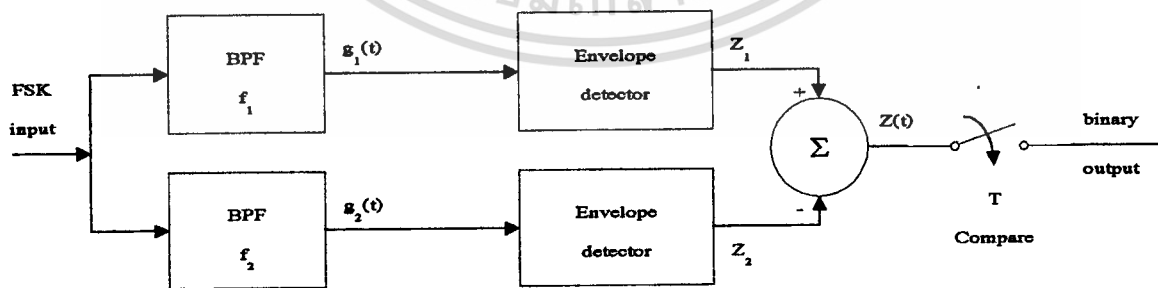 FSK
input
BPF
f₁
g₁(t)
Envelope
detector
Z₁
+
Σ
Z(t)
T
Compare
binary
output
BPF
f₂
g₂(t)
Envelope
detector
Z₂
-